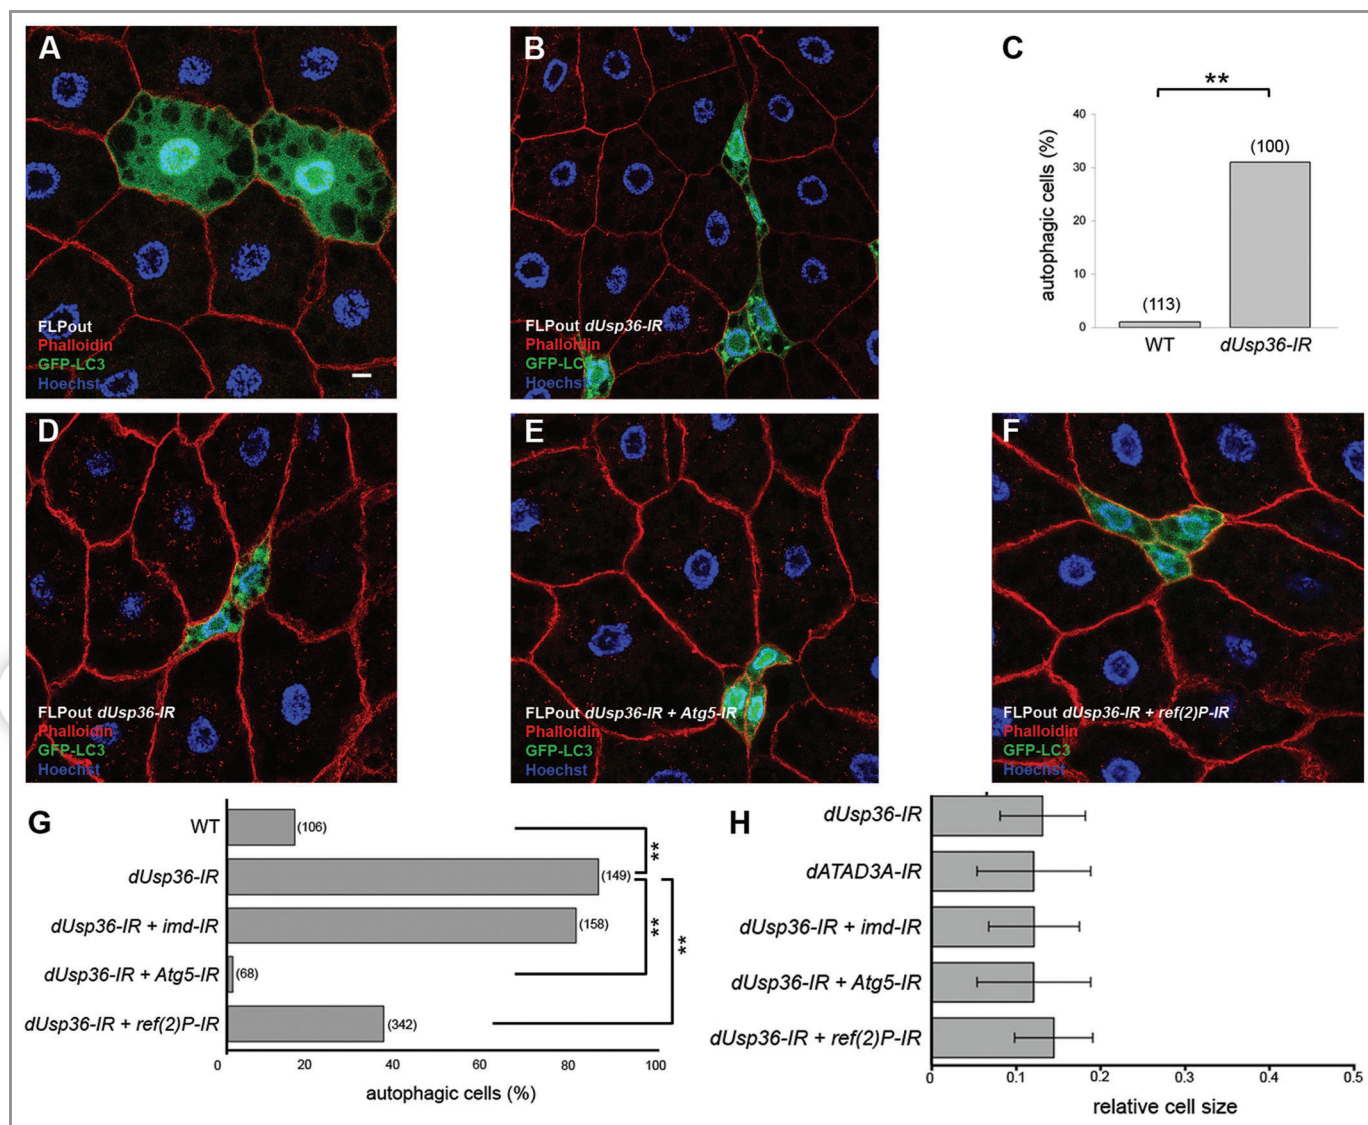 A
FLPout
Phalloidin
GFP-LC3
Hoechst
B
FLPout dUsp36-IR
Phalloidin
GFP-LC3
Hoechst
C
**
autophagic cells (%)
40
30
20
10
0
(113)
(100)
WT
dUsp36-IR
D
FLPout dUsp36-IR
Phalloidin
GFP-LC3
Hoechst
E
FLPout dUsp36-IR + Atg5-IR
Phalloidin
GFP-LC3
Hoechst
F
FLPout dUsp36-IR + ref(2)P-IR
Phalloidin
GFP-LC3
Hoechst
G
WT
(106)
dUsp36-IR
(149)
dUsp36-IR + imd-IR
(158)
dUsp36-IR + Atg5-IR
(68)
dUsp36-IR + ref(2)P-IR
(342)
**
**
**
0 20 40 60 80 100
autophagic cells (%)
H
dUsp36-IR
dATAD3A-IR
dUsp36-IR + imd-IR
dUsp36-IR + Atg5-IR
dUsp36-IR + ref(2)P-IR
0 0.1 0.2 0.3 0.4 0.5
relative cell size